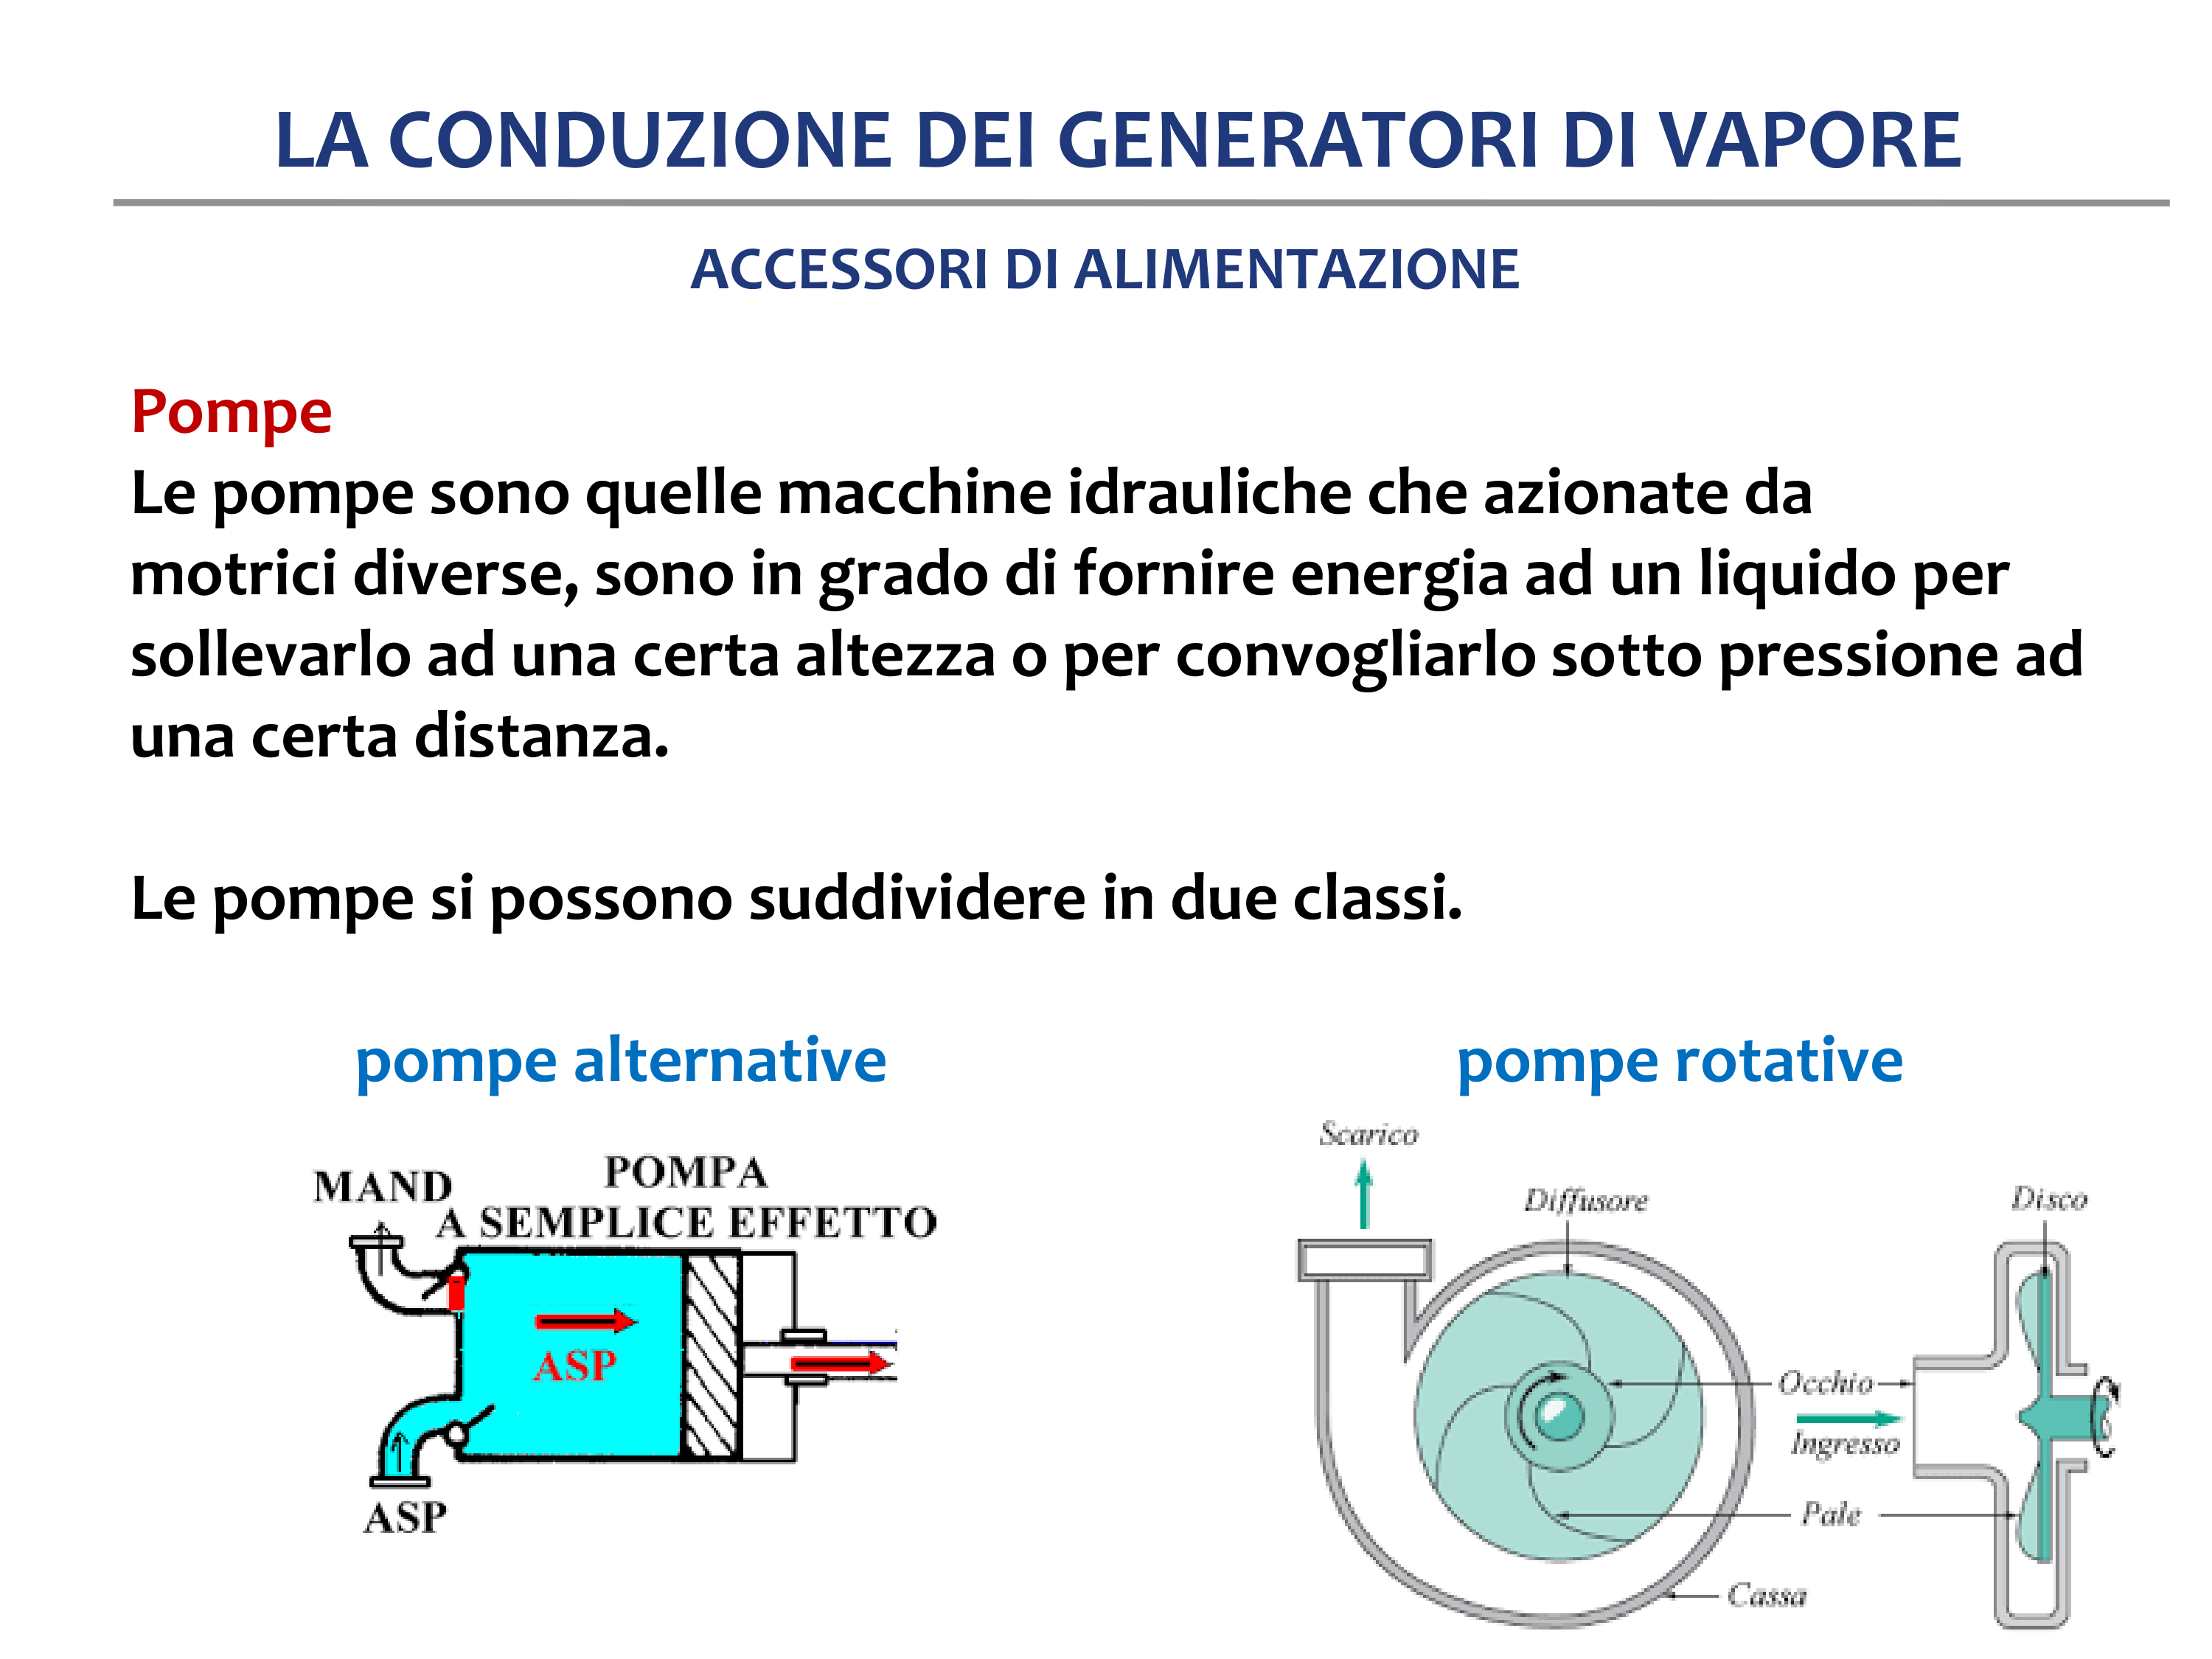 LA CONDUZIONE DEI GENERATORI DI VAPORE
ACCESSORI DI ALIMENTAZIONE
Pompe
Le pompe sono quelle macchine idrauliche che azionate da
motrici diverse, sono in grado di fornire energia ad un liquido per
sollevarlo ad una certa altezza o per convogliarlo sotto pressione ad
una certa distanza.
Le pompe si possono suddividere in due classi.
pompe alternative
MAND
POMPA
A SEMPLICE EFFETTO
ASP
ASP
pompe rotative
Scarico
Diffusore
Disco
Occhio
Ingresso
Pale
Cassa